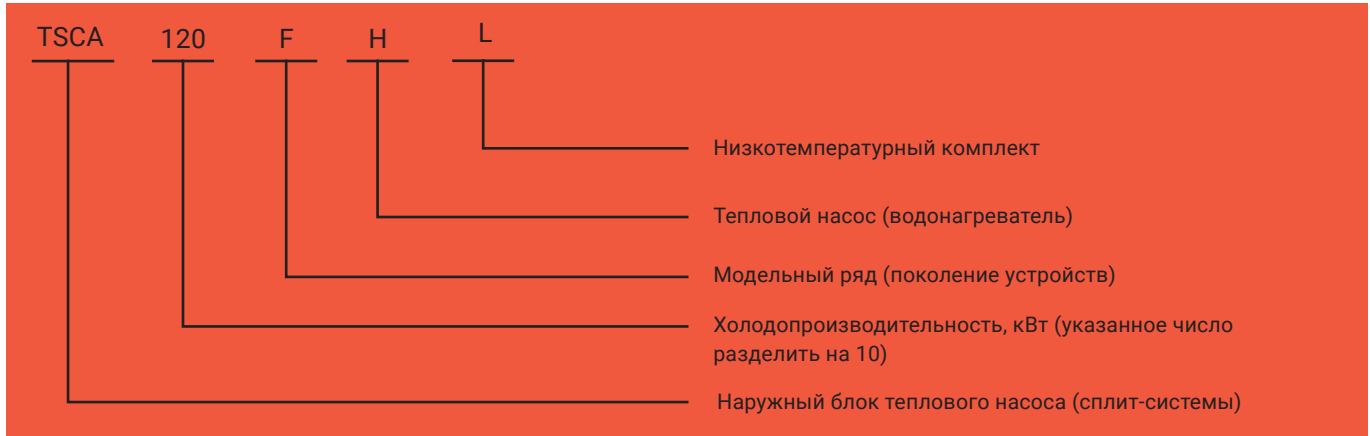 TSCA 120 F H L
Низкотемпературный комплект
Тепловой насос (водонагреватель)
Модельный ряд (поколение устройств)
Холодопроизводительность, кВт (указанное число
разделить на 10)
Наружный блок теплового насоса (сплит-системы)